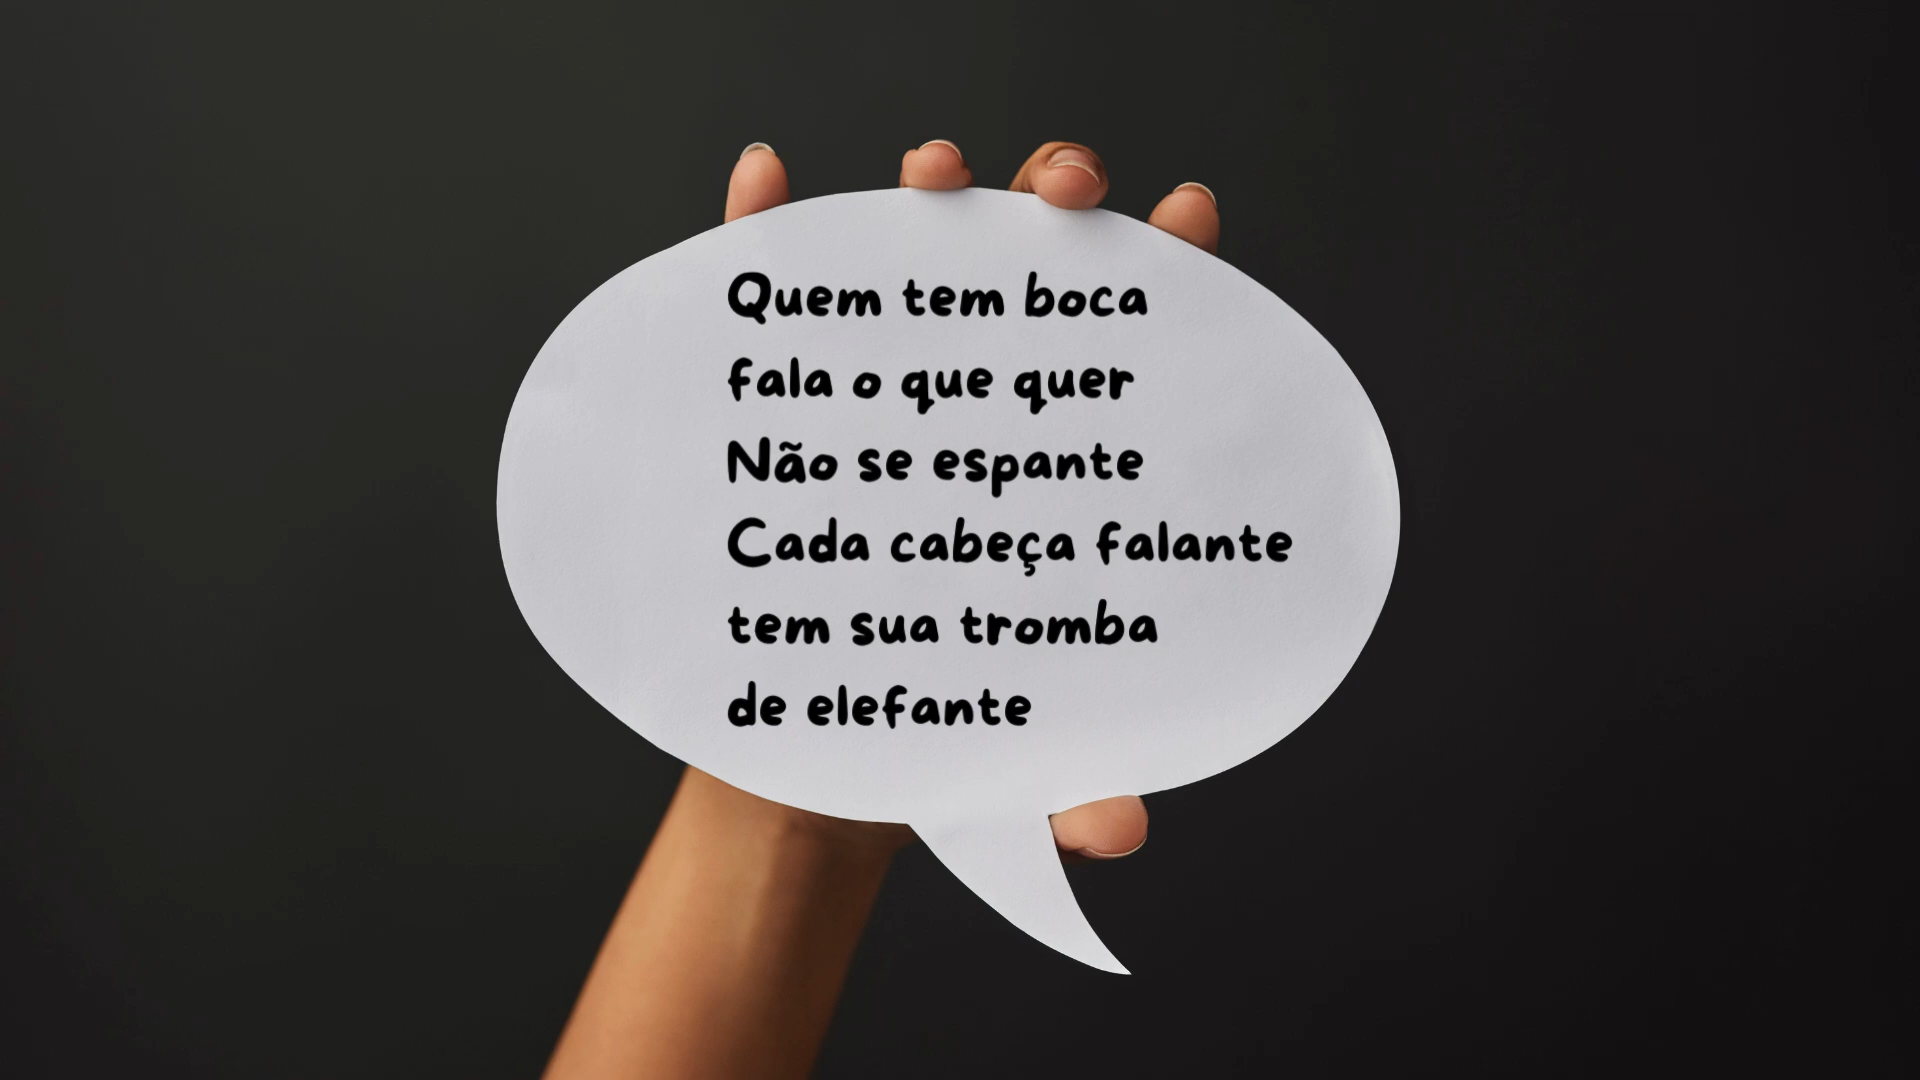 Quem tem boca
fala o que quer
Não se espante
Cada cabeça falante
tem sua tromba
de elefante